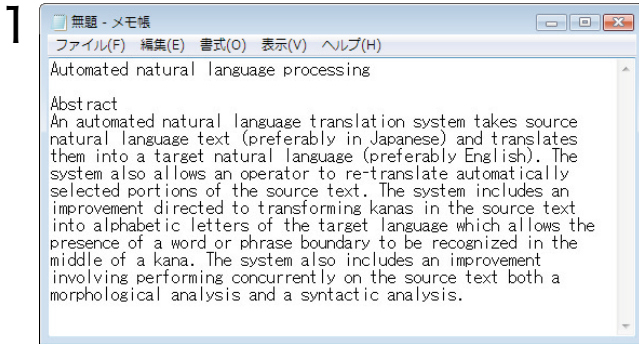 1
無題 - メモ帳
ファイル(F) 編集(E) 書式(O) 表示(V) ヘルプ(H)
Automated natural language processing
Abstract
An automated natural language translation system takes source
natural language text (preferably in Japanese) and translates
them into a target natural language (preferably English). The
system also allows an operator to re-translate automatically
selected portions of the source text. The system includes an
improvement directed to transforming kanas in the source text
into alphabetic letters of the target language which allows the
presence of a word or phrase boundary to be recognized in the
middle of a kana. The system also includes an improvement
involving performing concurrently on the source text both a
morphological analysis and a syntactic analysis.